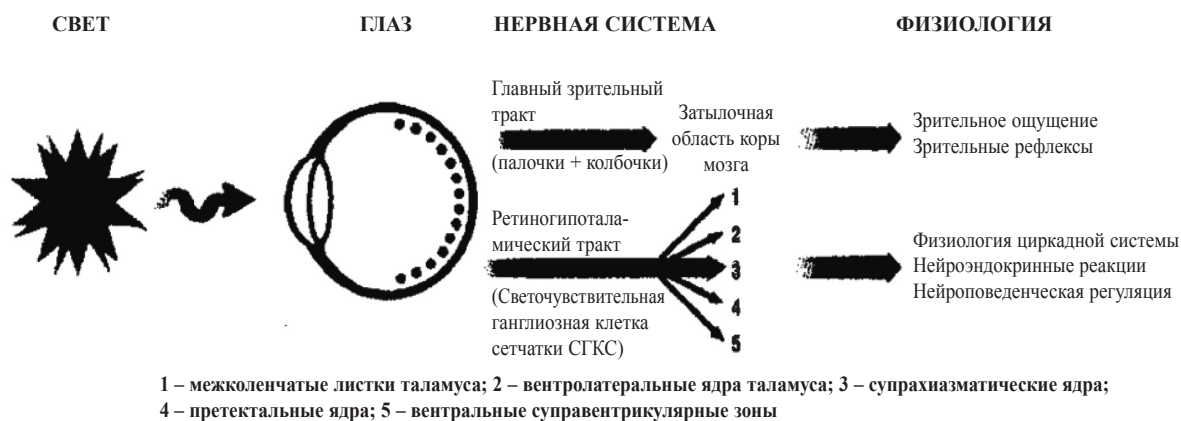 СВЕТ
ГЛАЗ
НЕРВНАЯ СИСТЕМА
ФИЗИОЛОГИЯ
Главный зрительный
тракт
(палочки + колбочки)
Затылочная
область коры
мозга
Зрительное ощущение
Зрительные рефлексы
Ретиногипотала-
мический тракт
(Светочувствительная
ганглиозная клетка
сетчатки СГКС)
1
2
3
4
5
Физиология циркадной системы
Нейроэндокринные реакции
Нейроповеденческая регуляция
1 – межколенчатые листки таламуса; 2 – вентролатеральные ядра таламуса; 3 – супрахиазматические ядра;
4 – претектальные ядра; 5 – вентральные суправентрикулярные зоны